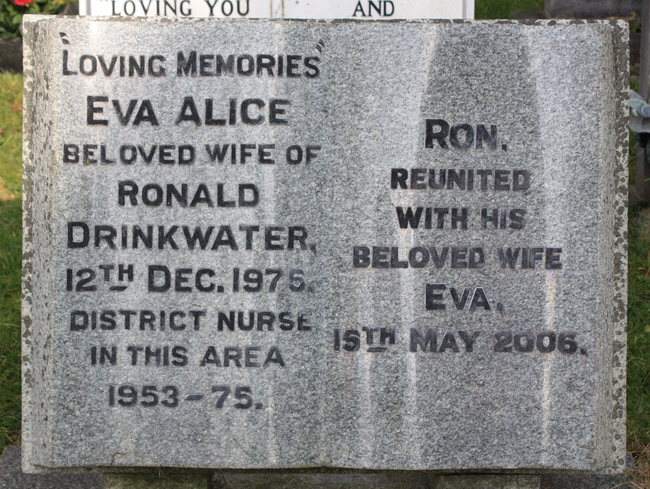 LOVING YOU AND
"LOVING MEMORIES"
EVA ALICE
BELOVED WIFE OF
RONALD
DRINKWATER,
12TH DEC. 1975.
DISTRICT NURSE
IN THIS AREA
1953-75.
RON.
REUNITED
WITH HIS
BELOVED WIFE
EVA,
15TH MAY 2006.